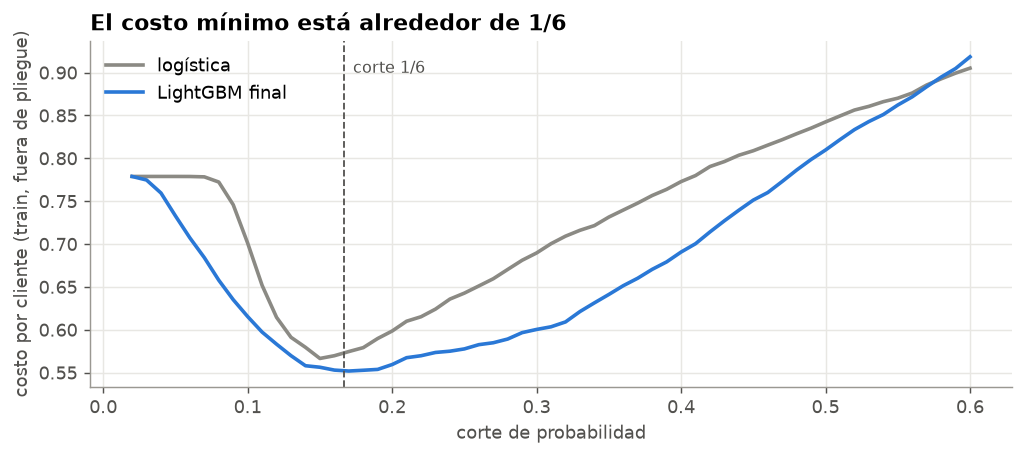 El costo mínimo está alrededor de 1/6
costo por cliente (train, fuera de pliegue)
0.90
0.85
0.80
0.75
0.70
0.65
0.60
0.55
logística
LightGBM final
corte 1/6
0.0 0.1 0.2 0.3 0.4 0.5 0.6
corte de probabilidad